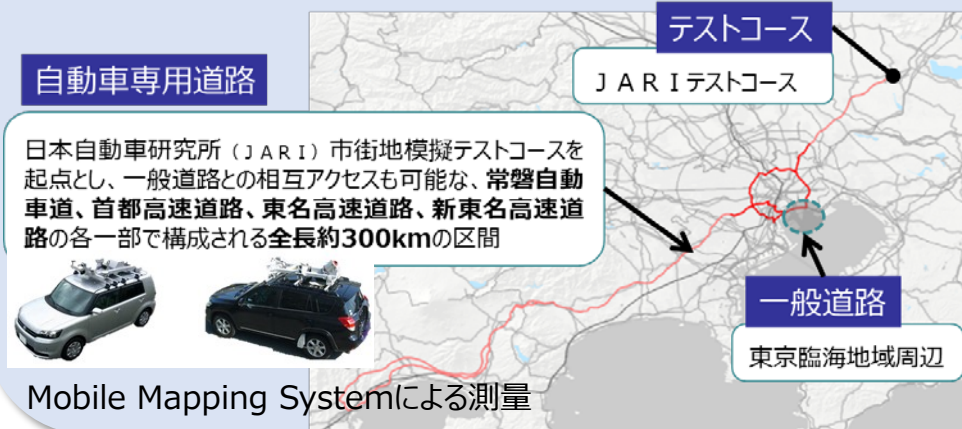 テストコース
JARIテストコース
自動車専用道路
日本自動車研究所（JARI）市街地模擬テストコースを
起点とし、一般道路との相互アクセスも可能な、常磐自動
車道、首都高速道路、東名高速道路、新東名高速道
路の各一部で構成される全長約300kmの区間
一般道路
東京臨海地域周辺
Mobile Mapping Systemによる測量